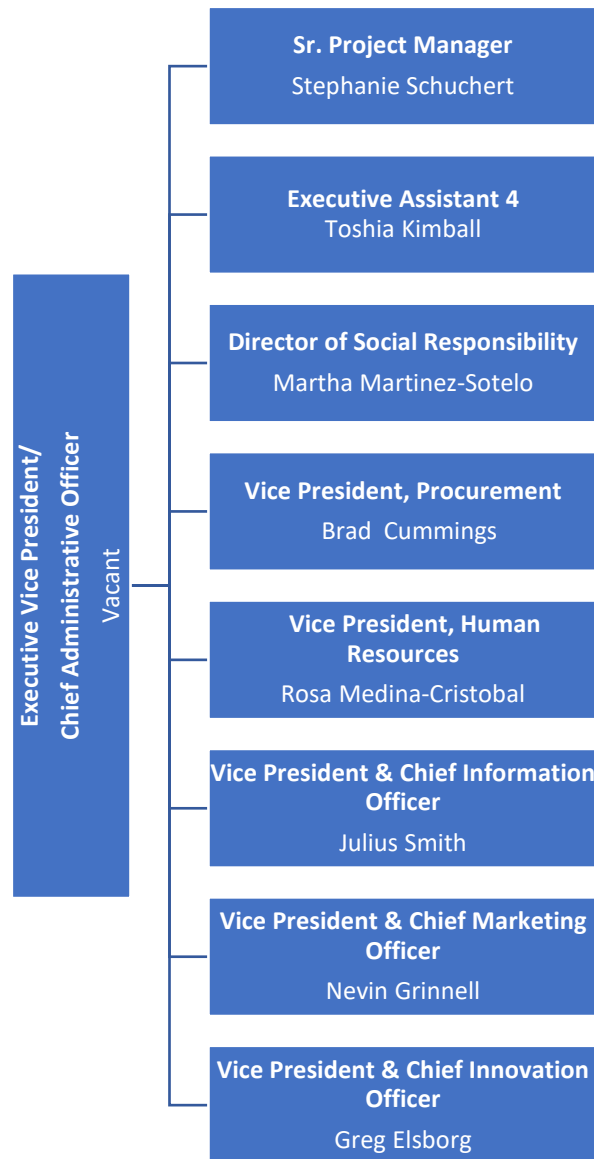 Executive Vice President/
Chief Administrative Officer
Vacant
Sr. Project Manager
Stephanie Schuchert
Executive Assistant 4
Toshia Kimball
Director of Social Responsibility
Martha Martinez-Sotelo
Vice President, Procurement
Brad  Cummings
Vice President, Human
Resources
Rosa Medina-Cristobal
Vice President & Chief Information
Officer
Julius Smith
Vice President & Chief Marketing
Officer
Nevin Grinnell
Vice President & Chief Innovation
Officer
Greg Elsborg